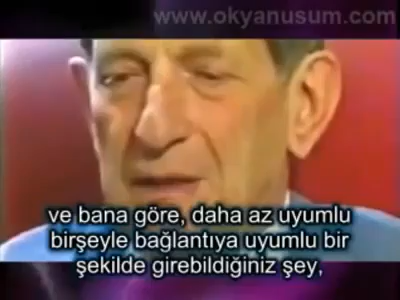 www.okyanusum.com
ve bana göre, daha az uyumlu
birşeyle bağlantıya uyumlu bir
şekilde girebildiğiniz şey,